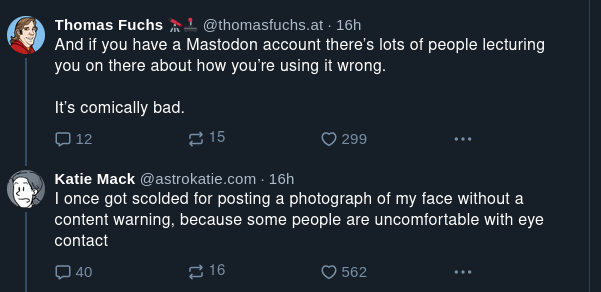 Thomas Fuchs 🔭🕹️ @thomasfuchs.at · 16h
And if you have a Mastodon account there’s lots of people lecturing
you on there about how you’re using it wrong.
It’s comically bad.
12 15 299
Katie Mack @astrokatie.com · 16h
I once got scolded for posting a photograph of my face without a
content warning, because some people are uncomfortable with eye
contact
40 16 562